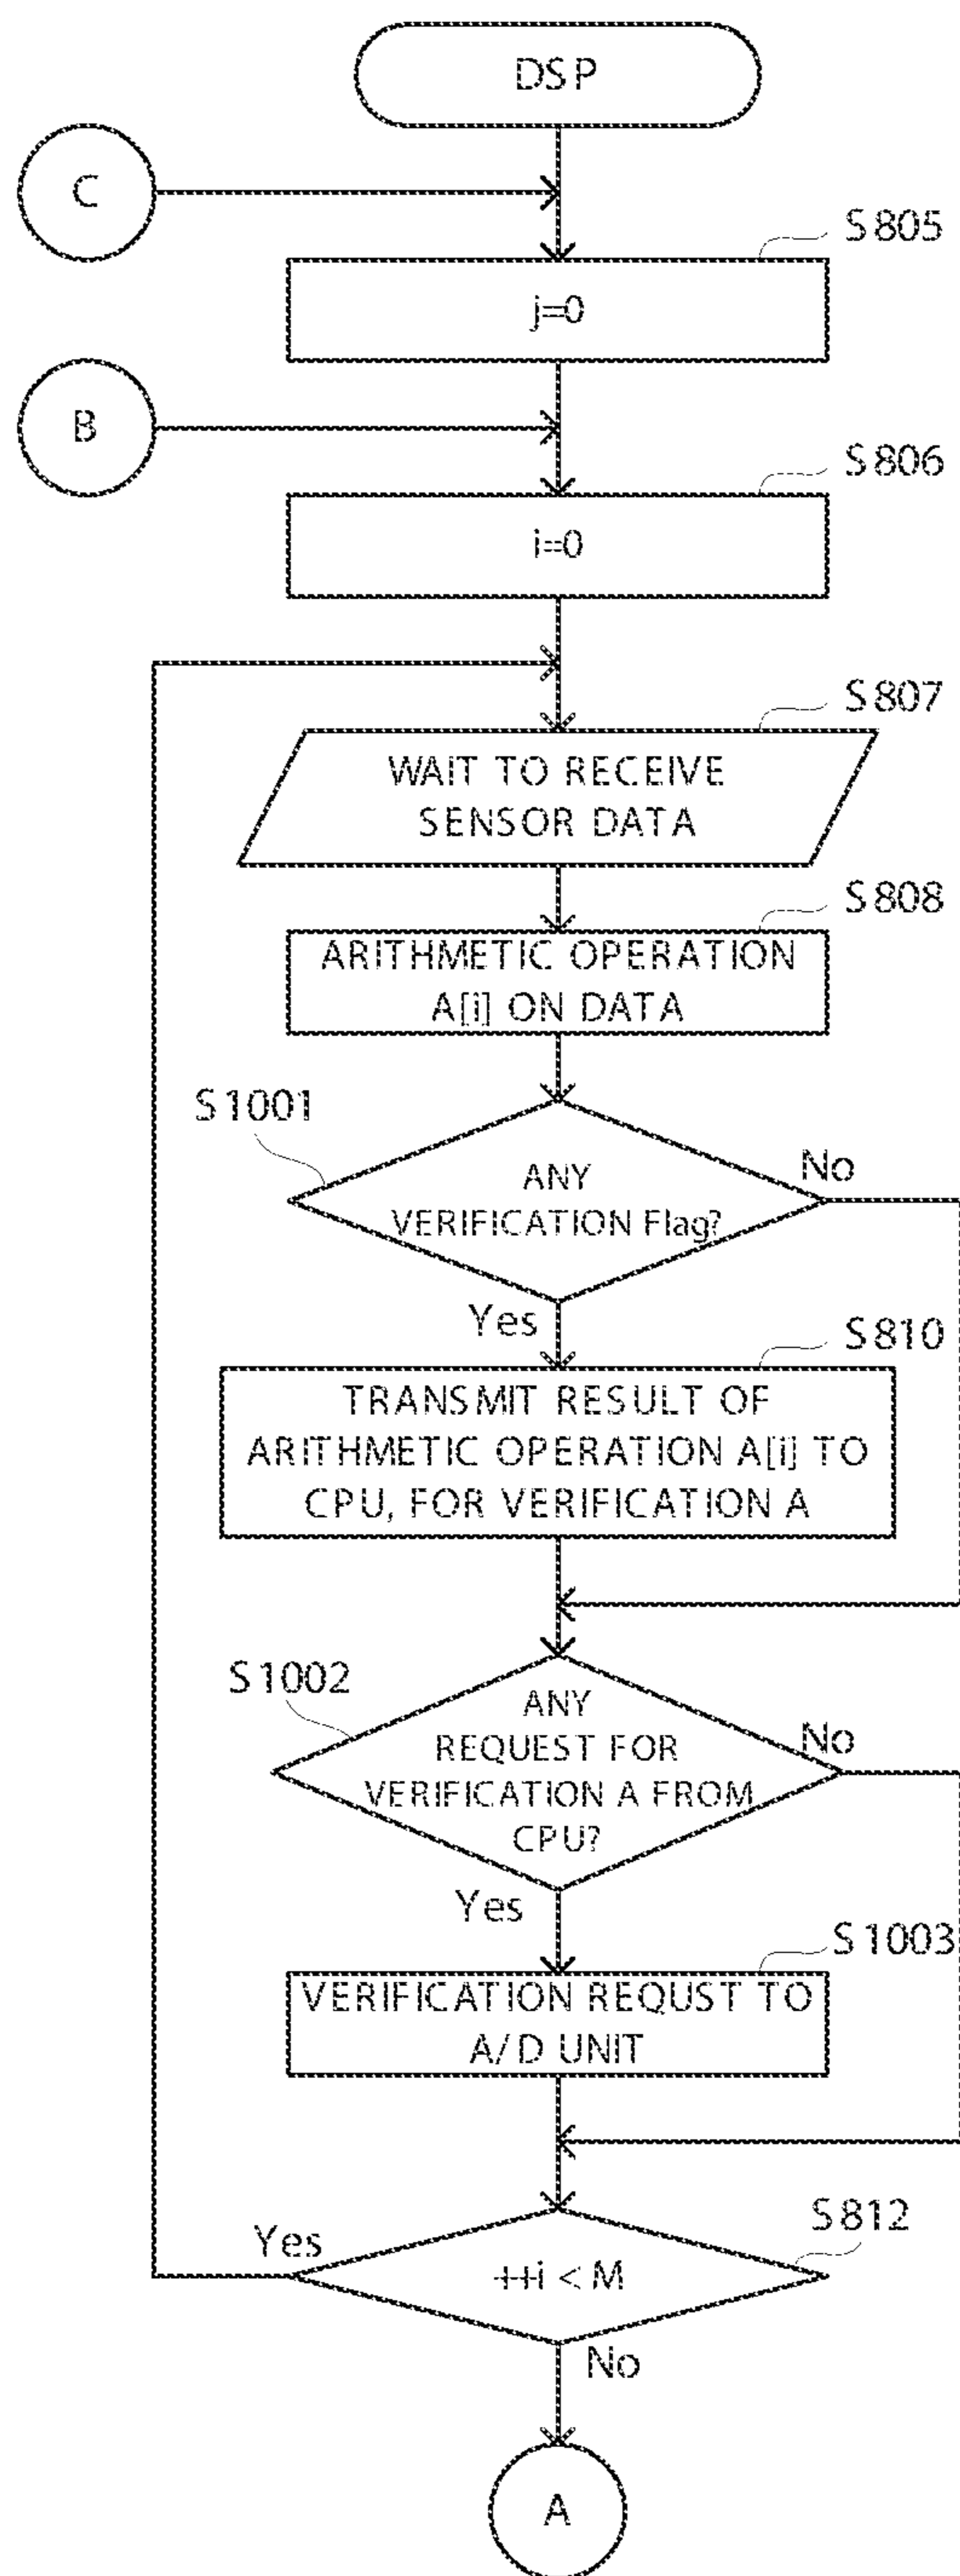 DSP
C
S805
j=0
B
S806
i=0
S807
WAIT TO RECEIVE
SENSOR DATA
S808
ARITHMETIC OPERATION
A[i] ON DATA
S1001
ANY
VERIFICATION Flag?
No
Yes
S810
TRANSMIT RESULT OF
ARITHMETIC OPERATION A[i] TO
CPU, FOR VERIFICATION A
S1002
ANY
REQUEST FOR
VERIFICATION A FROM
CPU?
No
Yes
S1003
VERIFICATION REQUST TO
A/D UNIT
S812
Yes
++i < M
No
A